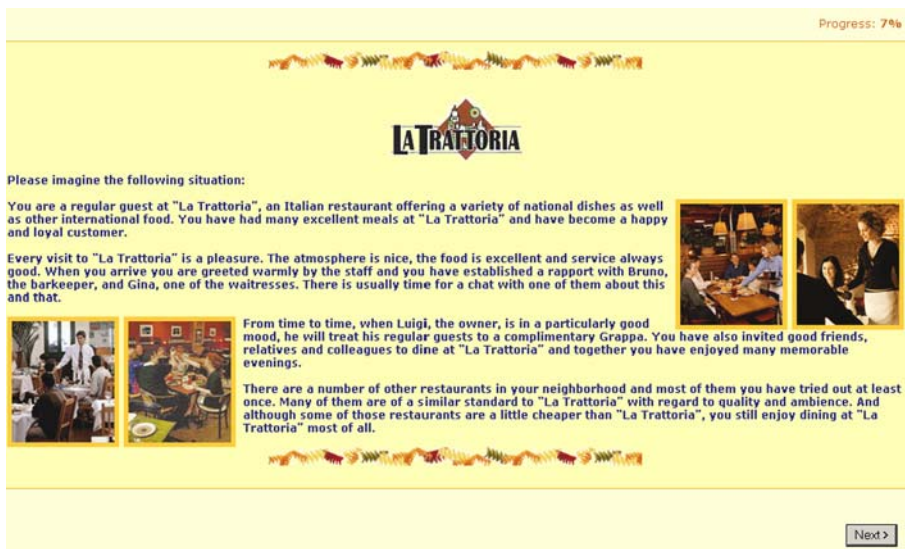 Progress: 7%
LA TRATTORIA
Please imagine the following situation:
You are a regular guest at "La Trattoria", an Italian restaurant offering a variety of national dishes as well
as other international food. You have had many excellent meals at "La Trattoria" and have become a happy
and loyal customer.
Every visit to "La Trattoria" is a pleasure. The atmosphere is nice, the food is excellent and service always
good. When you arrive you are greeted warmly by the staff and you have established a rapport with Bruno,
the barkeeper, and Gina, one of the waitresses. There is usually time for a chat with one of them about this
and that.
From time to time, when Luigi, the owner, is in a particularly good
mood, he will treat his regular guests to a complimentary Grappa. You have also invited good friends,
relatives and colleagues to dine at "La Trattoria" and together you have enjoyed many memorable
evenings.
There are a number of other restaurants in your neighborhood and most of them you have tried out at least
once. Many of them are of a similar standard to "La Trattoria" with regard to quality and ambience. And
although some of those restaurants are a little cheaper than "La Trattoria", you still enjoy dining at "La
Trattoria" most of all.
Next >